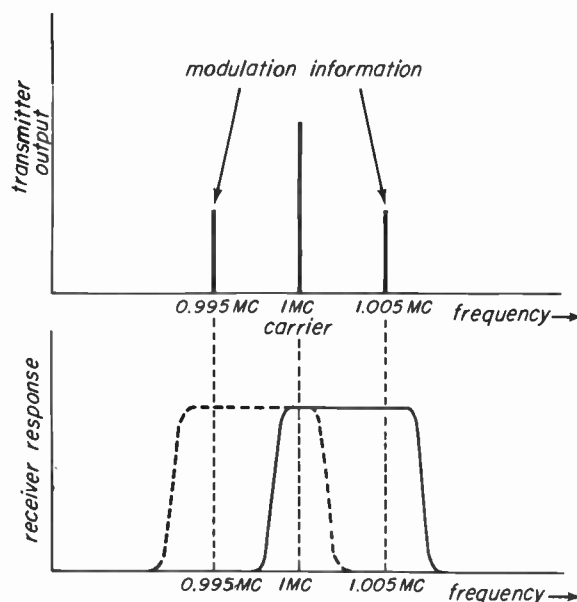 modulation information
transmitter
output
0.995 MC 1 MC 1.005 MC frequency
carrier
receiver response
0.995 MC 1 MC 1.005 MC frequency